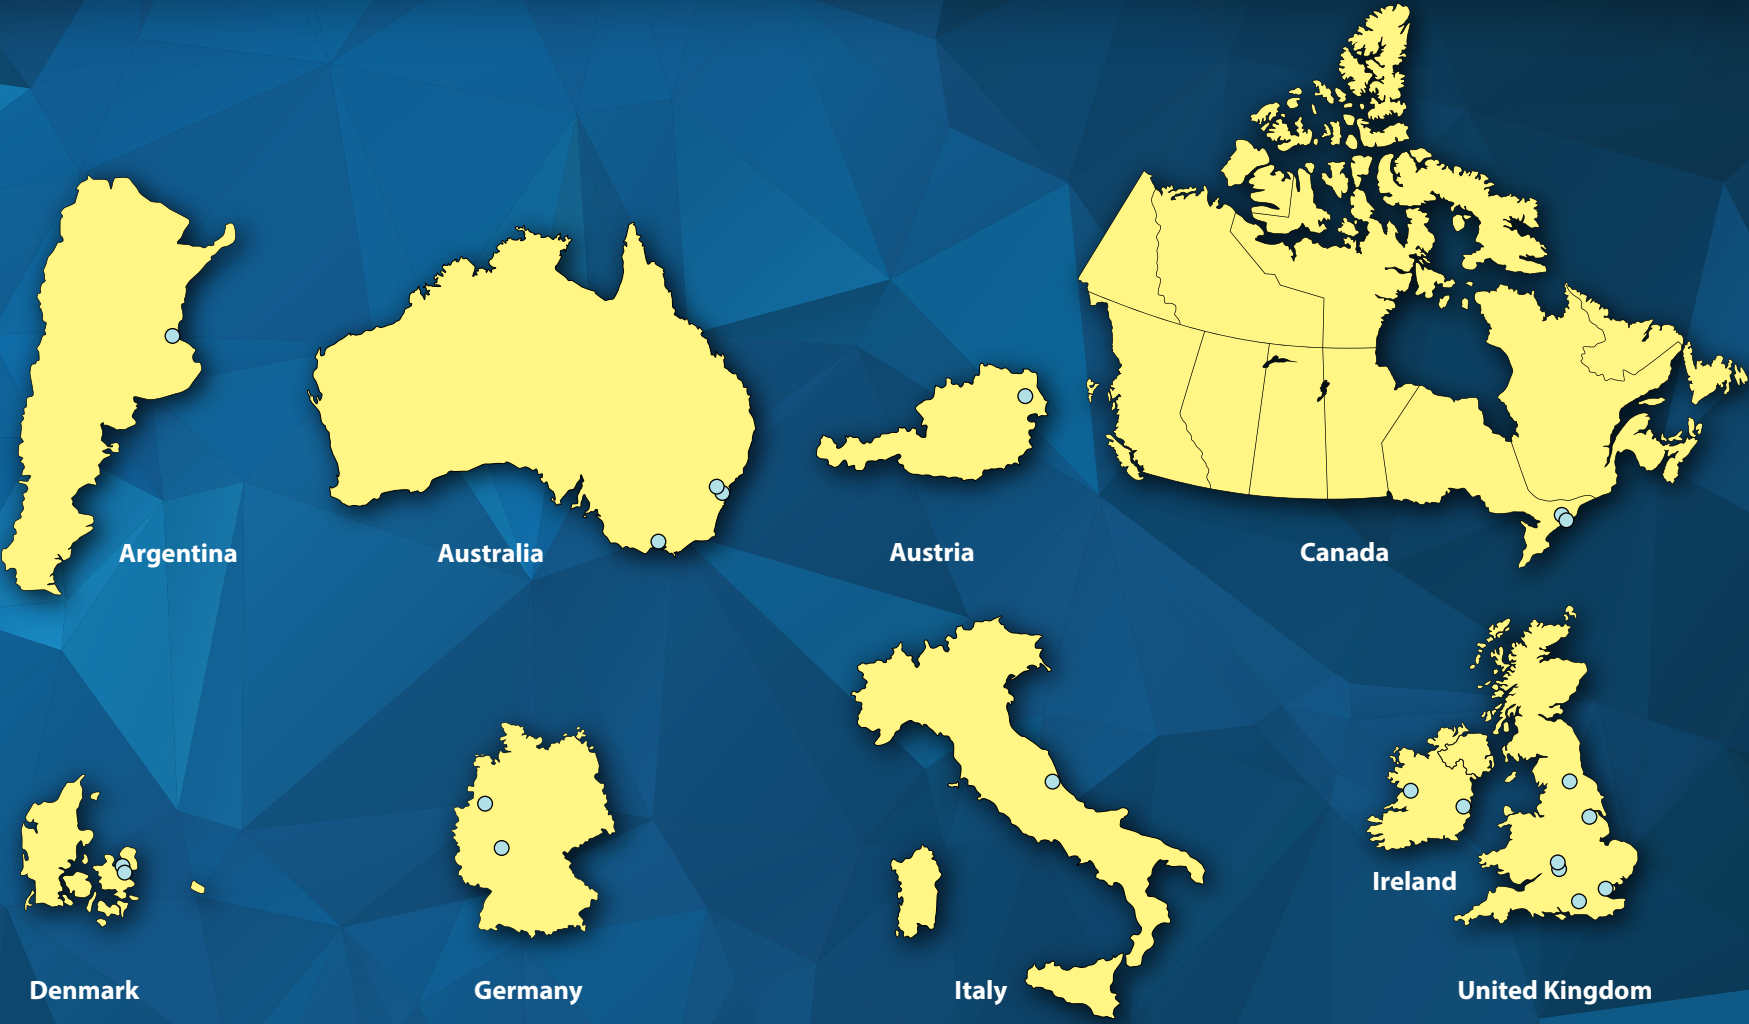 Argentina
Australia
Austria
Canada
Ireland
Denmark
Germany
Italy
United Kingdom